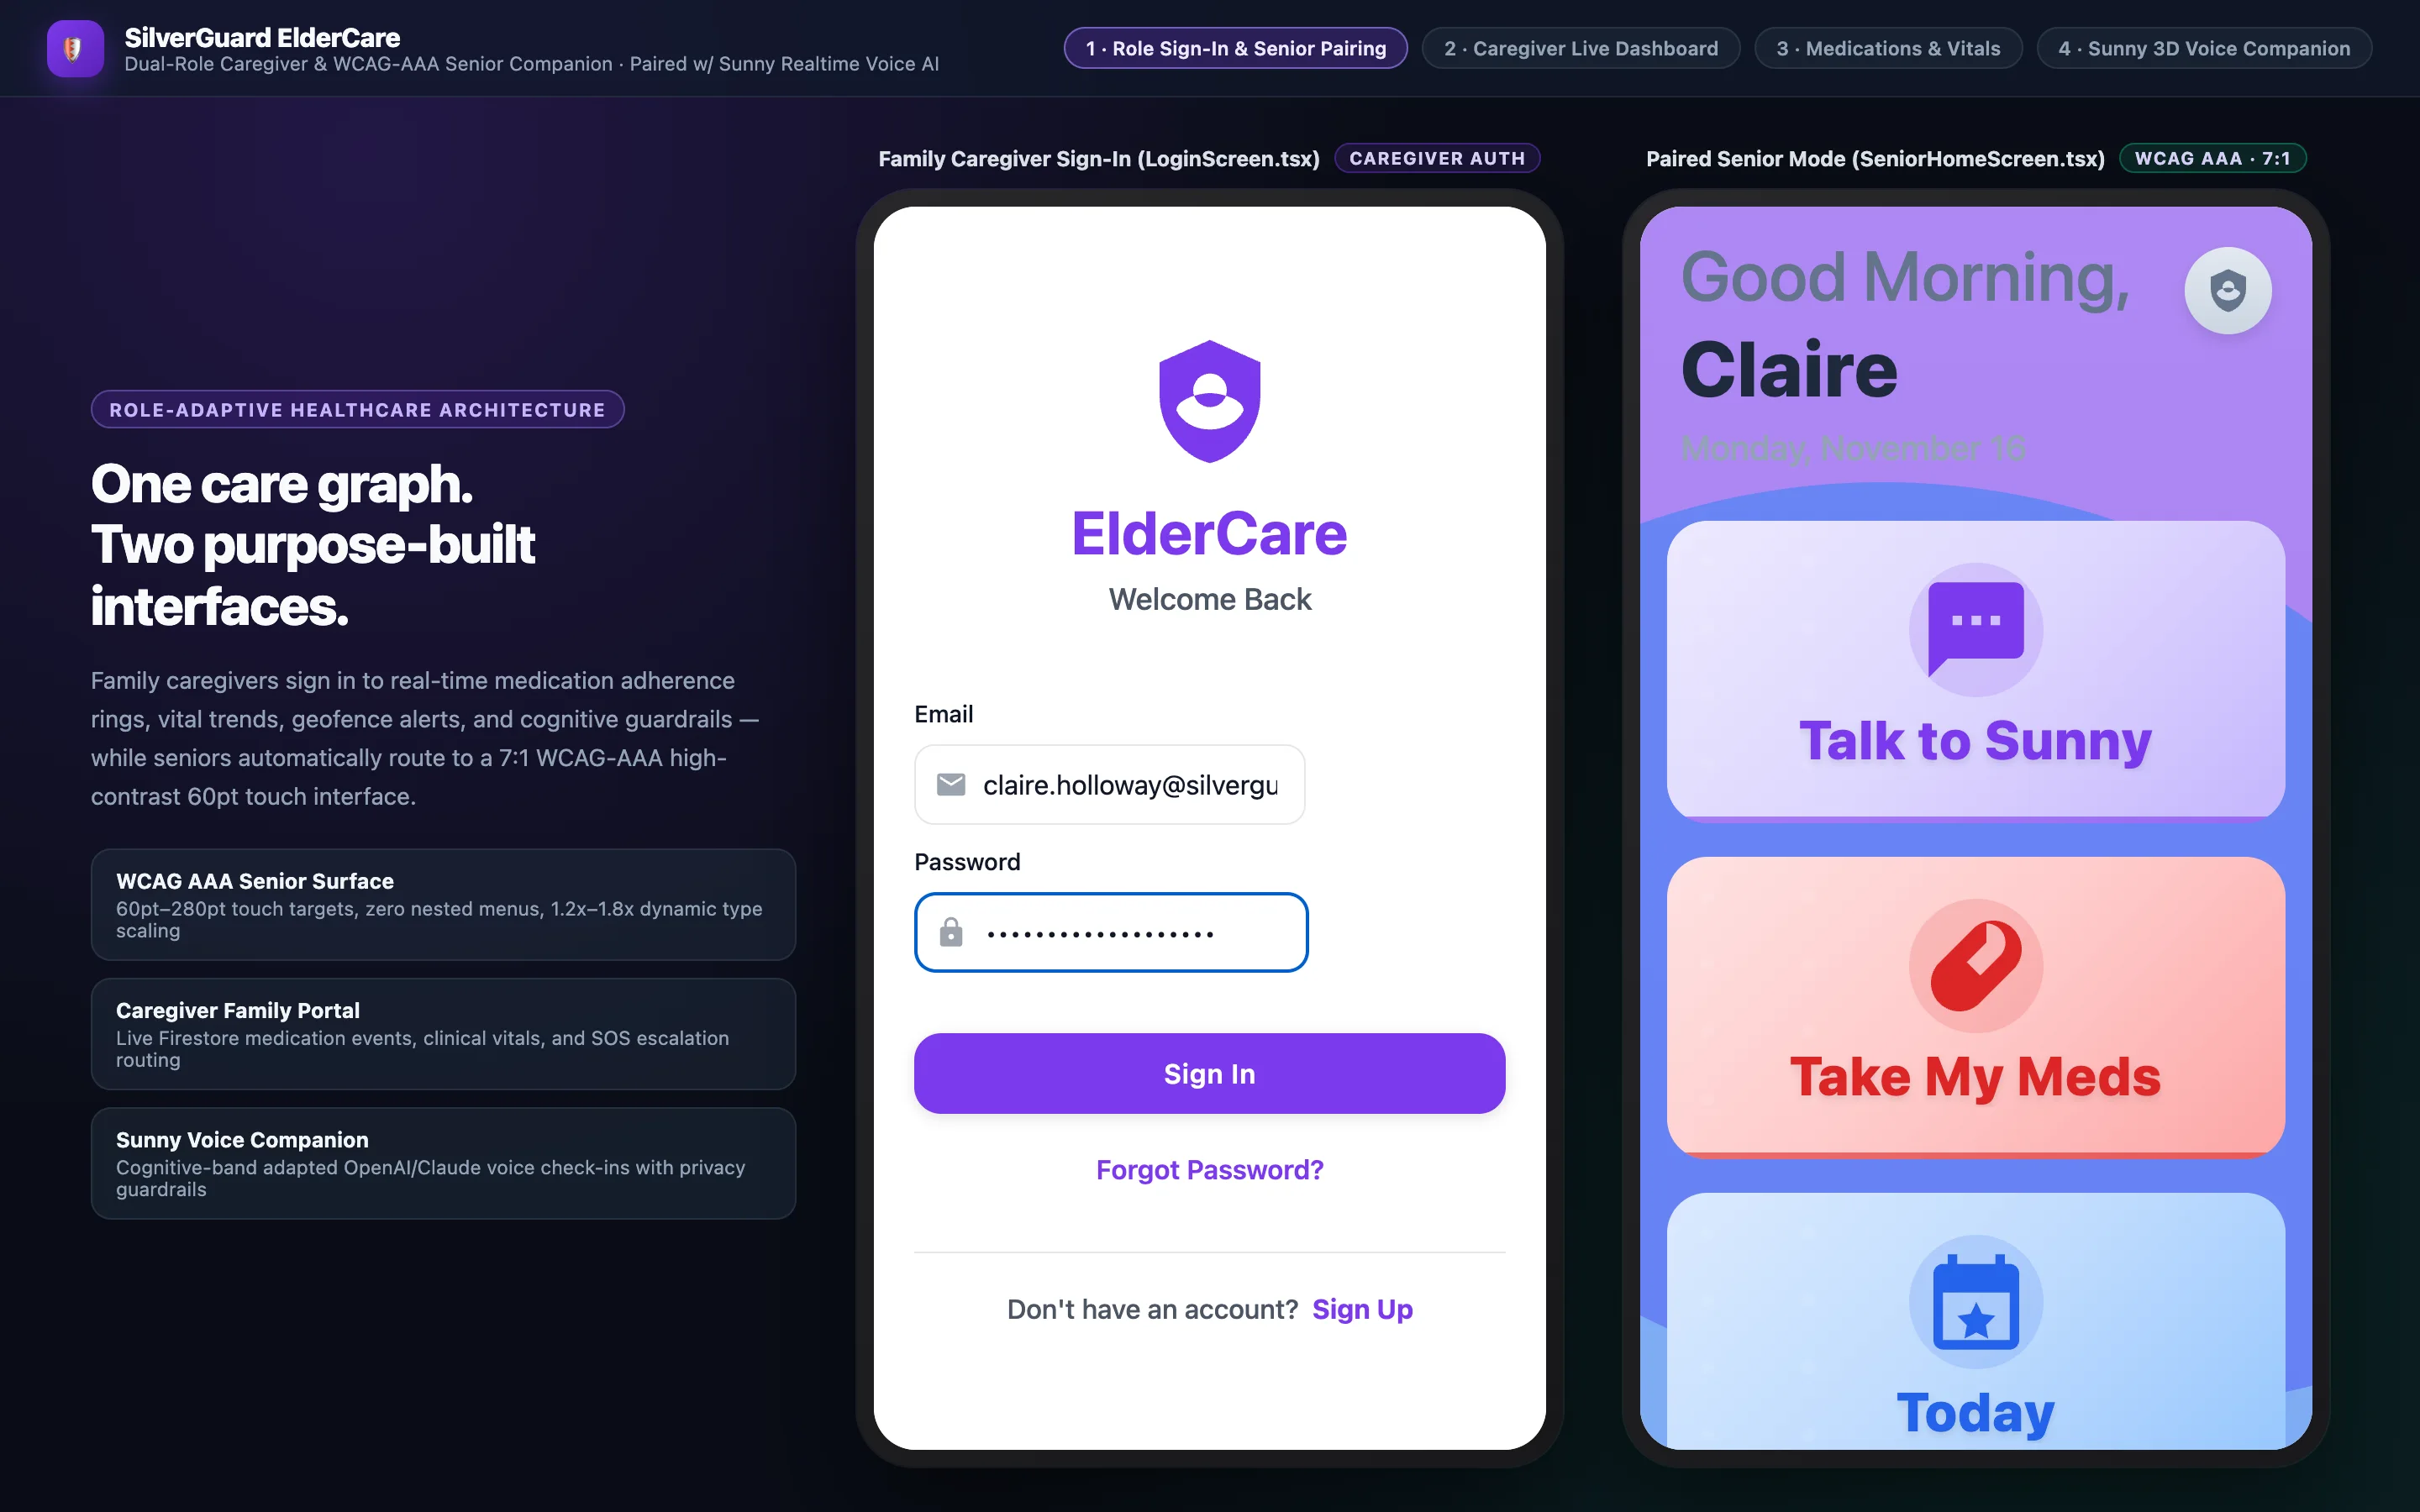 SilverGuard ElderCare
Dual-Role Caregiver & WCAG-AAA Senior Companion · Paired w/ Sunny Realtime Voice AI
1 · Role Sign-In & Senior Pairing
2 · Caregiver Live Dashboard
3 · Medications & Vitals
4 · Sunny 3D Voice Companion
ROLE-ADAPTIVE HEALTHCARE ARCHITECTURE
One care graph.
Two purpose-built
interfaces.
Family caregivers sign in to real-time medication adherence
rings, vital trends, geofence alerts, and cognitive guardrails —
while seniors automatically route to a 7:1 WCAG-AAA high-
contrast 60pt touch interface.
WCAG AAA Senior Surface
60pt–280pt touch targets, zero nested menus, 1.2x–1.8x dynamic type
scaling
Caregiver Family Portal
Live Firestore medication events, clinical vitals, and SOS escalation
routing
Sunny Voice Companion
Cognitive-band adapted OpenAI/Claude voice check-ins with privacy
guardrails
Family Caregiver Sign-In (LoginScreen.tsx)
CAREGIVER AUTH
ElderCare
Welcome Back
Email
claire.holloway@silvergu
Password
•••••••••••••••••••
Sign In
Forgot Password?
Don't have an account? Sign Up
Paired Senior Mode (SeniorHomeScreen.tsx)
WCAG AAA · 7:1
Good Morning,
Claire
Monday, November 16
Talk to Sunny
Take My Meds
Today